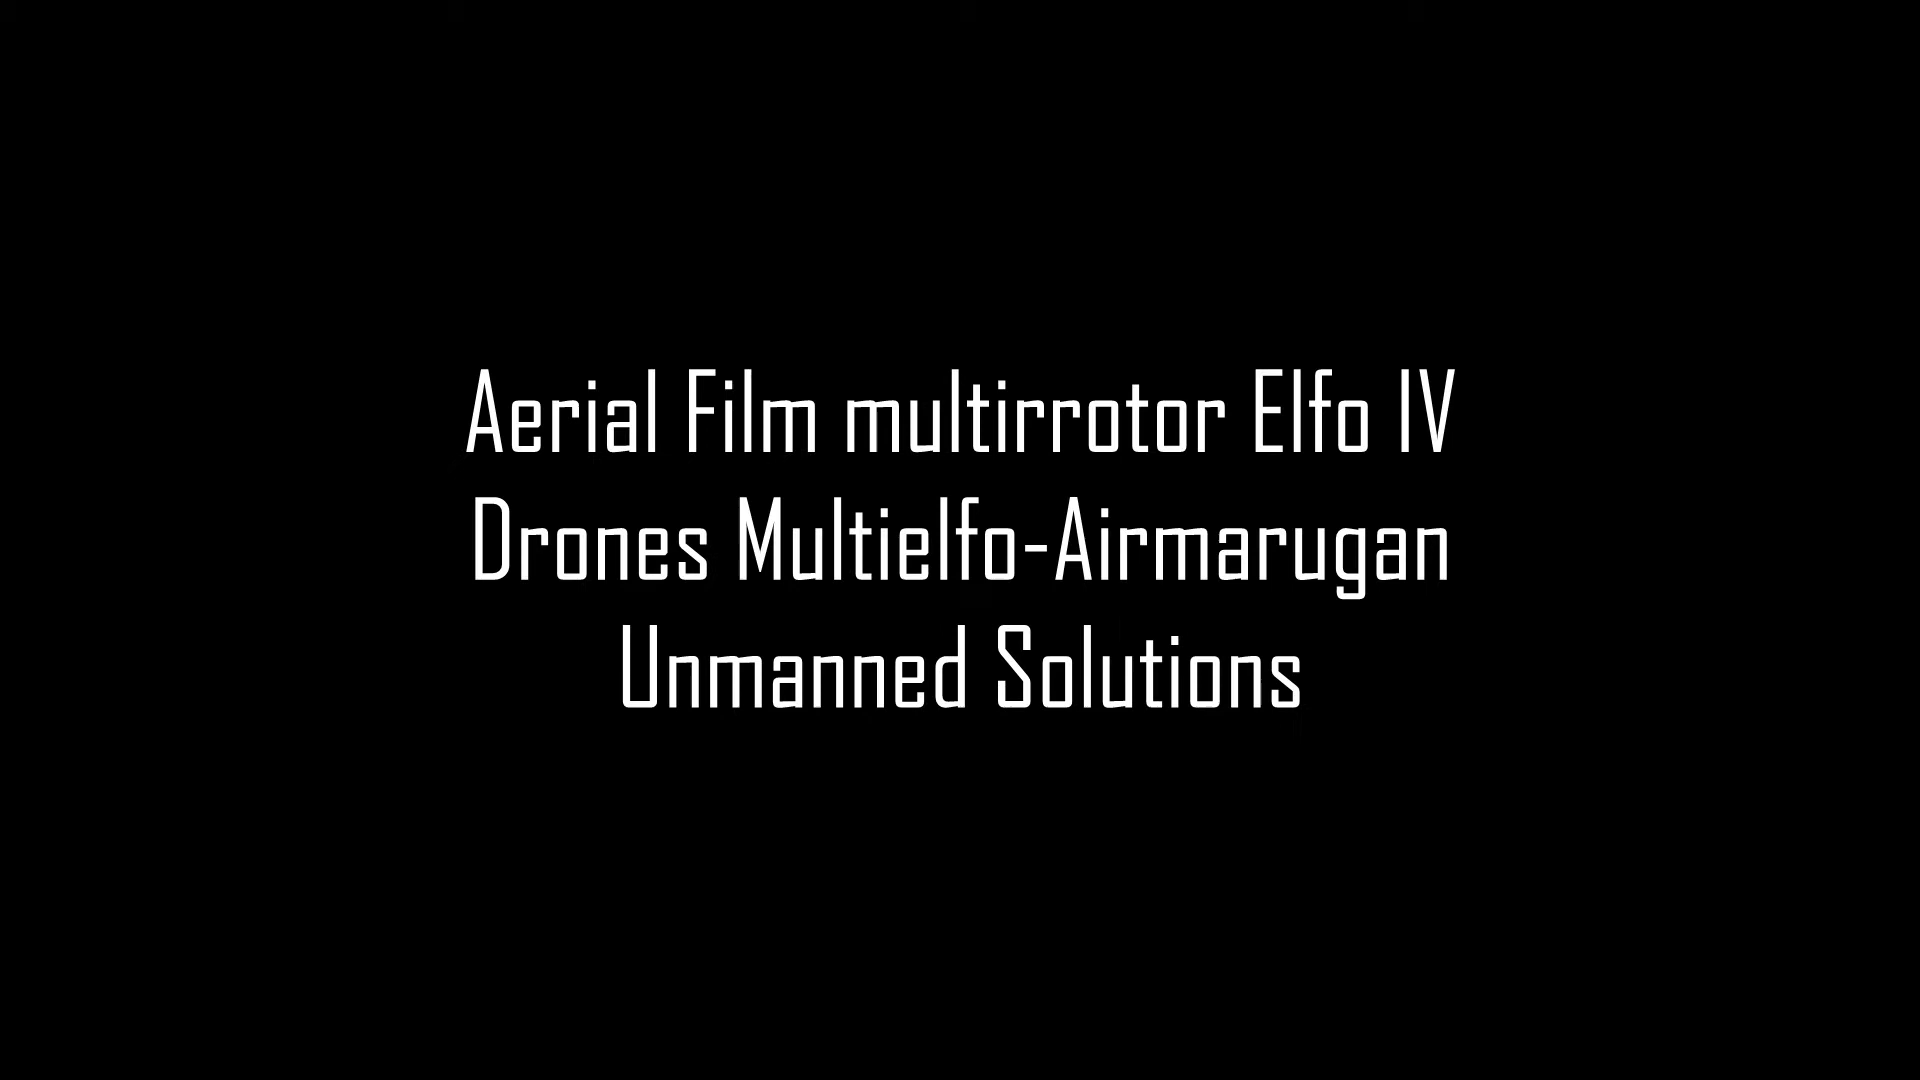 Aerial Film multirrotor Elfo IV
Drones Multielfo-Airmarugan
Unmanned Solutions